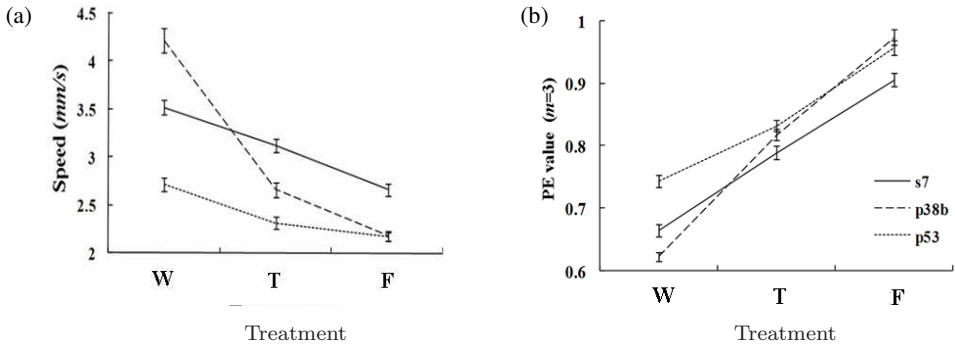 (a)
Speed (mm/s)
4.5
4
3.5
3
2.5
2
W T F
Treatment
(b)
PE value (m=3)
1
0.9
0.8
0.7
0.6
W T F
s7
p38b
p53
Treatment